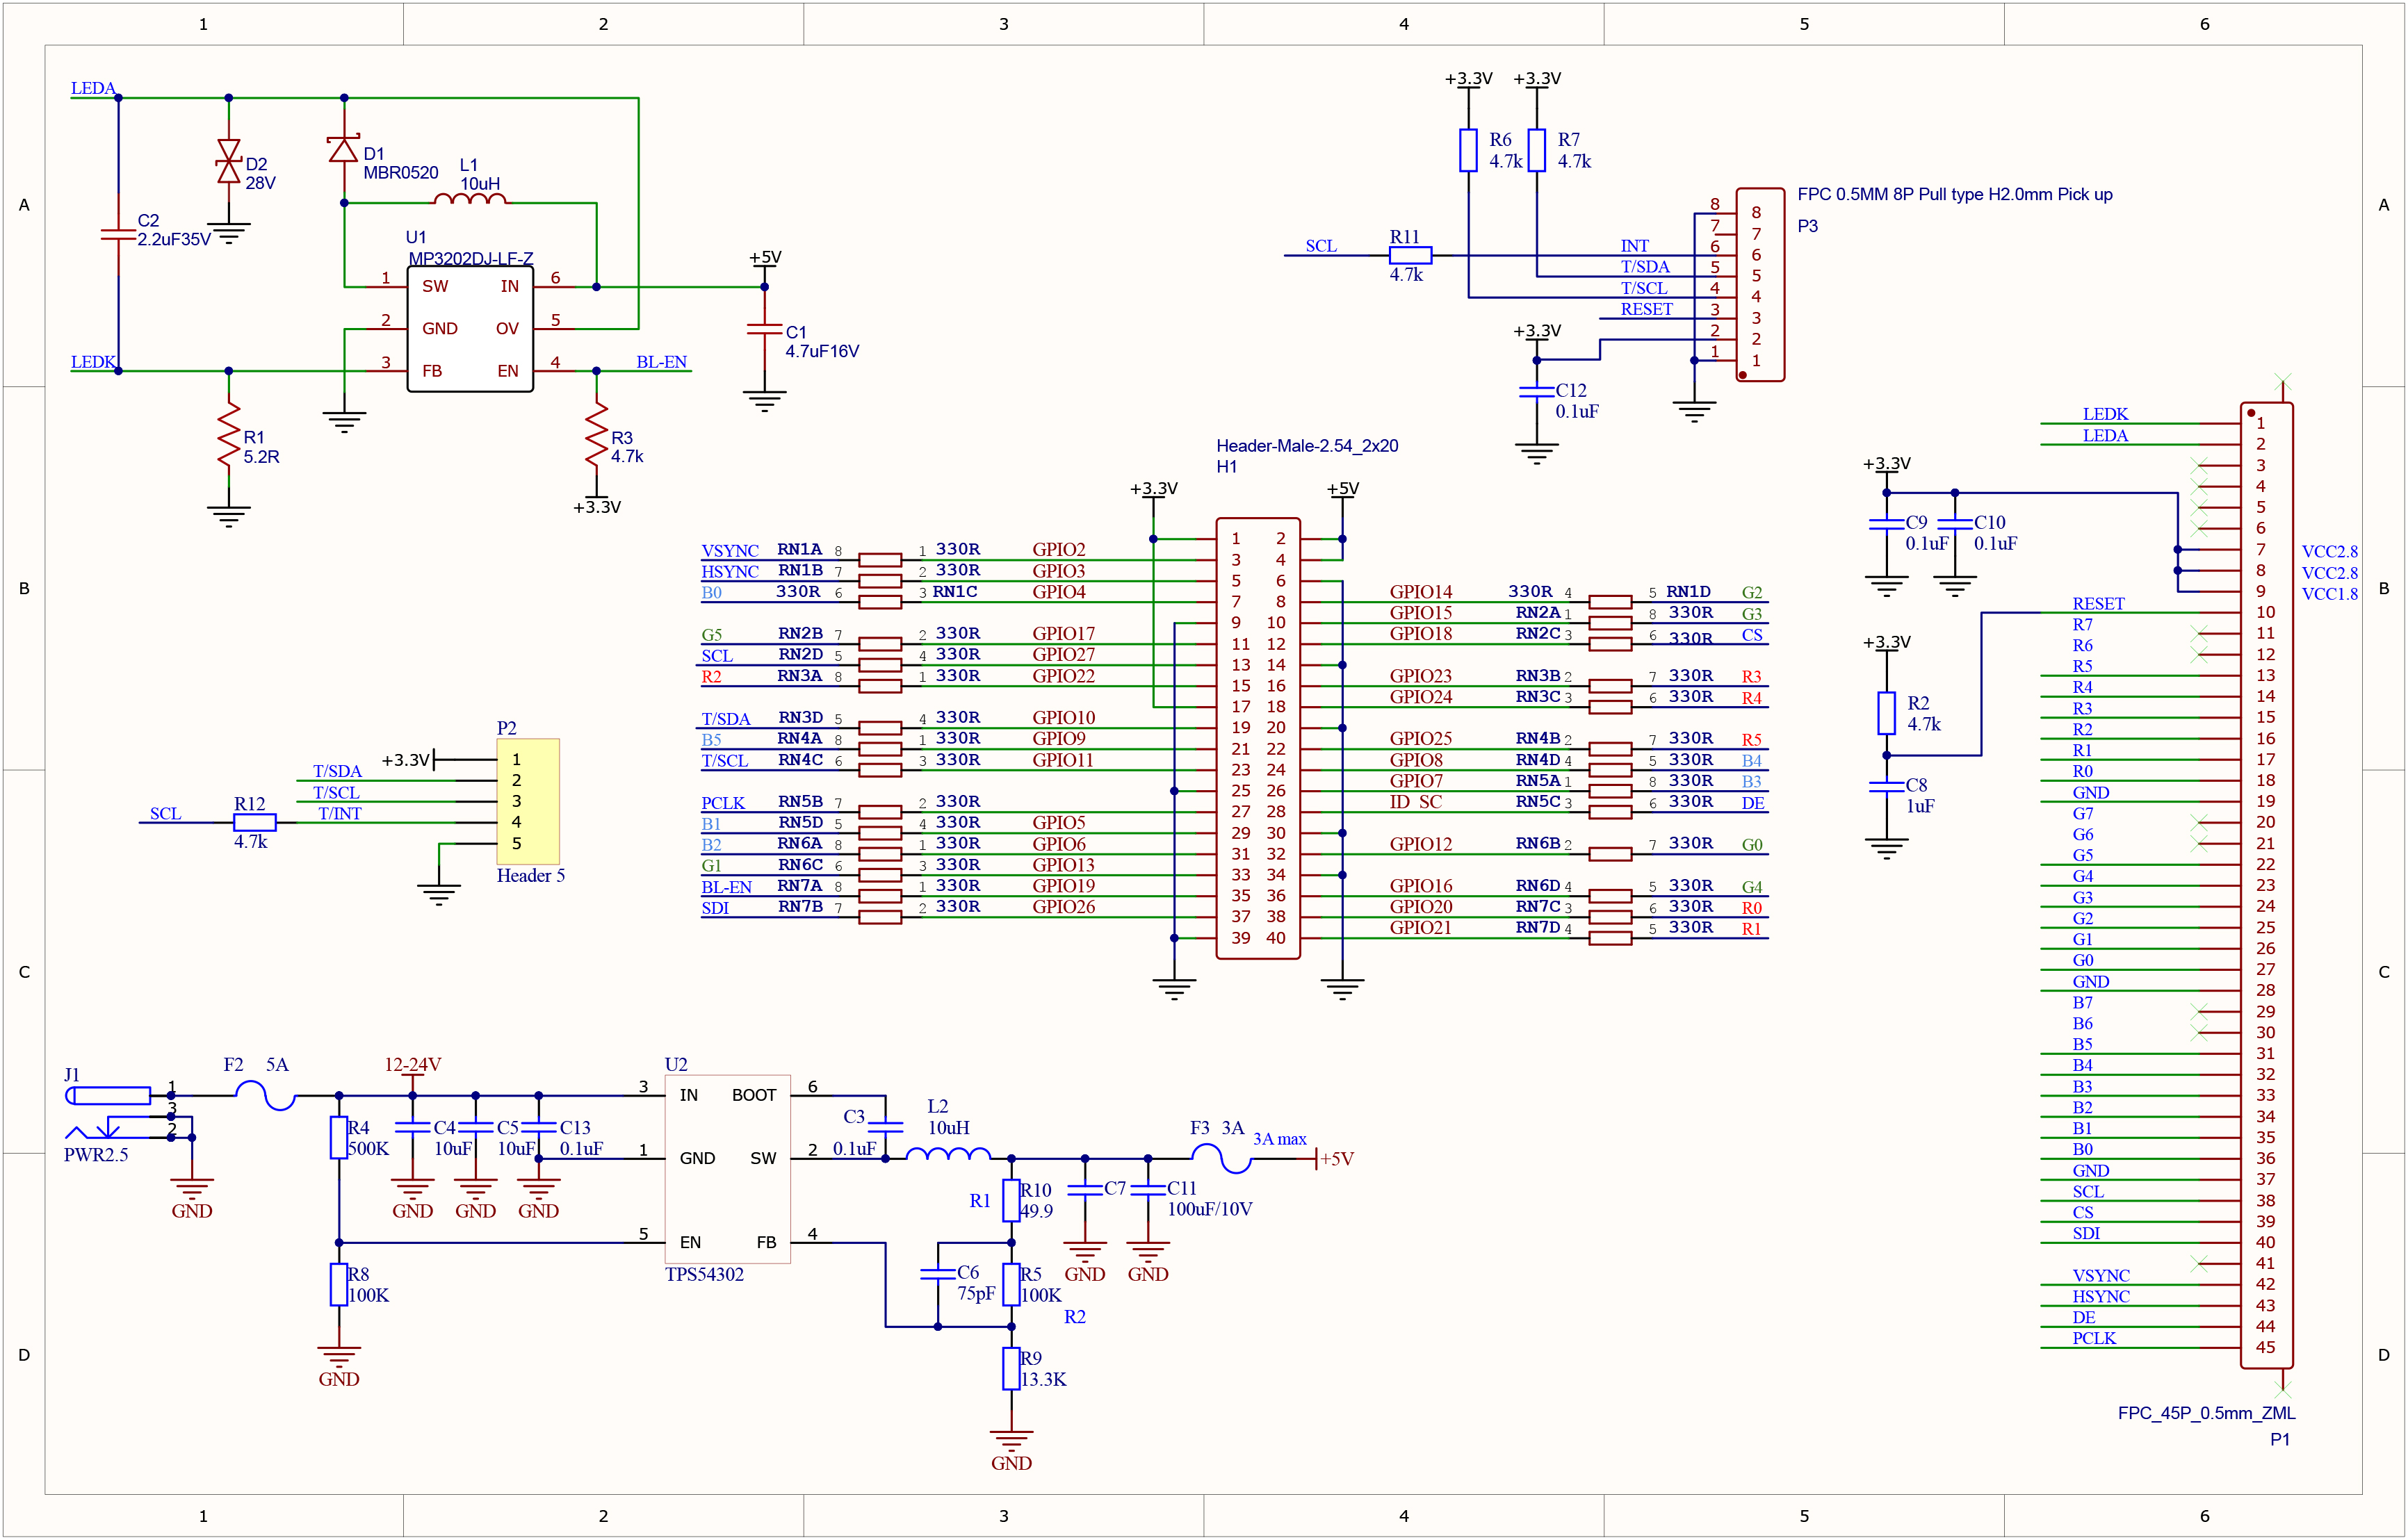 1 2 3 4 5 6
A A
B B
C C
D D
LEDA
D2
28V
D1
MBR0520
L1
10uH
C2
2.2uF35V
U1
MP3202DJ-LF-Z
1 SW IN 6
2 GND OV 5
3 FB EN 4
+5V
C1
4.7uF16V
LEDK
BL-EN
R1
5.2R
R3
4.7k
+3.3V
+3.3V +3.3V
R6
4.7k
R7
4.7k
FPC 0.5MM 8P Pull type H2.0mm Pick up
P3
SCL
R11
4.7k
8 8
7 7
INT 6 6
T/SDA 5 5
T/SCL 4 4
RESET 3 3
2 2
1 1
+3.3V
C12
0.1uF
Header-Male-2.54_2x20
H1
+3.3V +5V
1 2
VSYNC RN1A 8 1 330R GPIO2 3 4
HSYNC RN1B 7 2 330R GPIO3 5 6
B0 330R 6 3 RN1C GPIO4 7 8 GPIO14 330R 4 5 RN1D G2
9 10 GPIO15 RN2A 1 8 330R G3
G5 RN2B 7 2 330R GPIO17 11 12 GPIO18 RN2C 3 6 330R CS
SCL RN2D 5 4 330R GPIO27 13 14
R2 RN3A 8 1 330R GPIO22 15 16 GPIO23 RN3B 2 7 330R R3
17 18 GPIO24 RN3C 3 6 330R R4
T/SDA RN3D 5 4 330R GPIO10 19 20
B5 RN4A 8 1 330R GPIO9 21 22 GPIO25 RN4B 2 7 330R R5
T/SCL RN4C 6 3 330R GPIO11 23 24 GPIO8 RN4D 4 5 330R B4
25 26 GPIO7 RN5A 1 8 330R B3
PCLK RN5B 7 2 330R 27 28 ID_SC RN5C 3 6 330R DE
B1 RN5D 5 4 330R GPIO5 29 30
B2 RN6A 8 1 330R GPIO6 31 32 GPIO12 RN6B 2 7 330R G0
G1 RN6C 6 3 330R GPIO13 33 34
BL-EN RN7A 8 1 330R GPIO19 35 36 GPIO16 RN6D 4 5 330R G4
SDI RN7B 7 2 330R GPIO26 37 38 GPIO20 RN7C 3 6 330R R0
39 40 GPIO21 RN7D 4 5 330R R1
P2
+3.3V 1
T/SDA 2
T/SCL 3
SCL
R12
4.7k
T/INT 4
5
Header 5
+3.3V
C9
0.1uF
C10
0.1uF
+3.3V
R2
4.7k
C8
1uF
LEDK 1
LEDA 2
3
4
5
6
7 VCC2.8
8 VCC2.8
9 VCC1.8
RESET 10
R7 11
R6 12
R5 13
R4 14
R3 15
R2 16
R1 17
R0 18
GND 19
G7 20
G6 21
G5 22
G4 23
G3 24
G2 25
G1 26
G0 27
GND 28
B7 29
B6 30
B5 31
B4 32
B3 33
B2 34
B1 35
B0 36
GND 37
SCL 38
CS 39
SDI 40
41
VSYNC 42
HSYNC 43
DE 44
PCLK 45
FPC_45P_0.5mm_ZML
P1
J1
1
3
2
PWR2.5
GND
F2 5A
12-24V
R4
500K
C4
10uF
C5
10uF
C13
0.1uF
GND GND GND
R8
100K
GND
U2
3 IN BOOT 6
1 GND SW 2
5 EN FB 4
TPS54302
C3
0.1uF
L2
10uH
F3 3A
3A max
+5V
R1
R10
49.9
C7
C11
100uF/10V
GND GND
C6
75pF
R5
100K
R2
R9
13.3K
GND
1 2 3 4 5 6